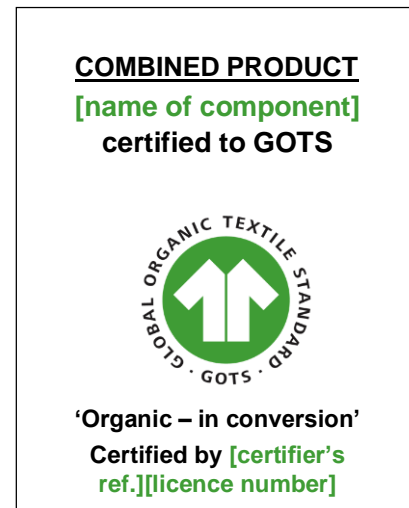 COMBINED PRODUCT
[name of component]
certified to GOTS
GLOBAL ORGANIC TEXTILE STANDARD
· GOTS ·
‘Organic – in conversion’
Certified by [certifier’s
ref.][licence number]